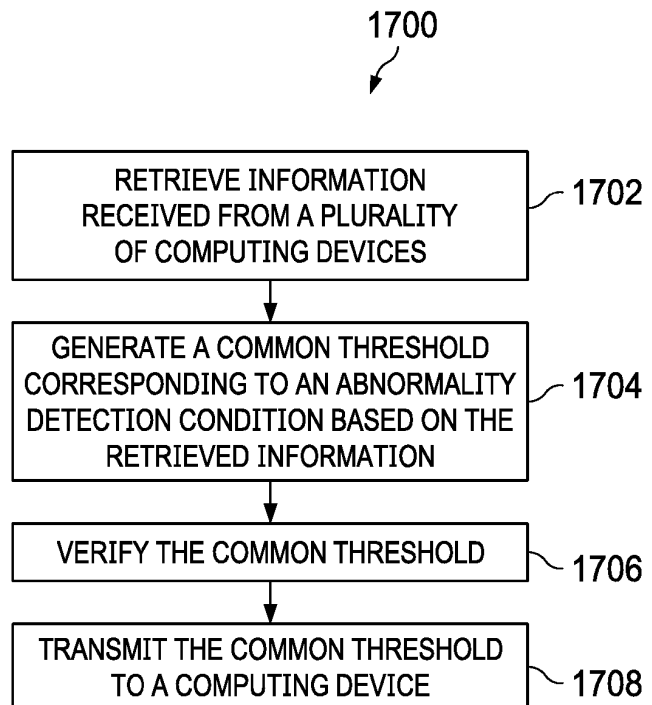 1700
RETRIEVE INFORMATION
RECEIVED FROM A PLURALITY
OF COMPUTING DEVICES
1702
GENERATE A COMMON THRESHOLD
CORRESPONDING TO AN ABNORMALITY
DETECTION CONDITION BASED ON THE
RETRIEVED INFORMATION
1704
VERIFY THE COMMON THRESHOLD
1706
TRANSMIT THE COMMON THRESHOLD
TO A COMPUTING DEVICE
1708